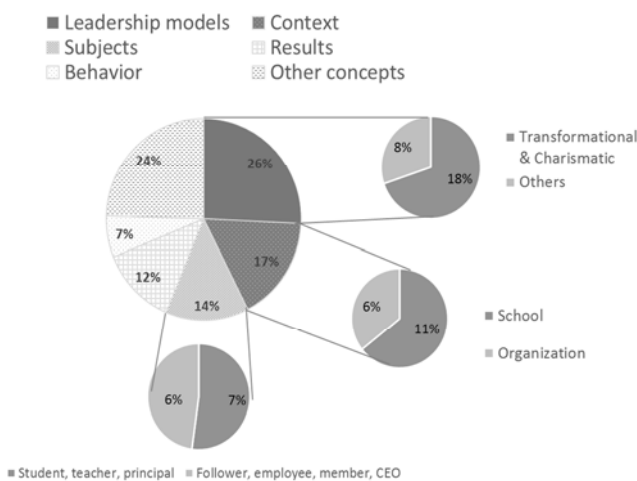 Leadership models Context
Subjects Results
Behavior Other concepts
24% 26%
8%
18%
Transformational
& Charismatic
Others
7%
17%
12%
14%
6%
11%
School
Organization
6% 7%
Student, teacher, principal Follower, employee, member, CEO